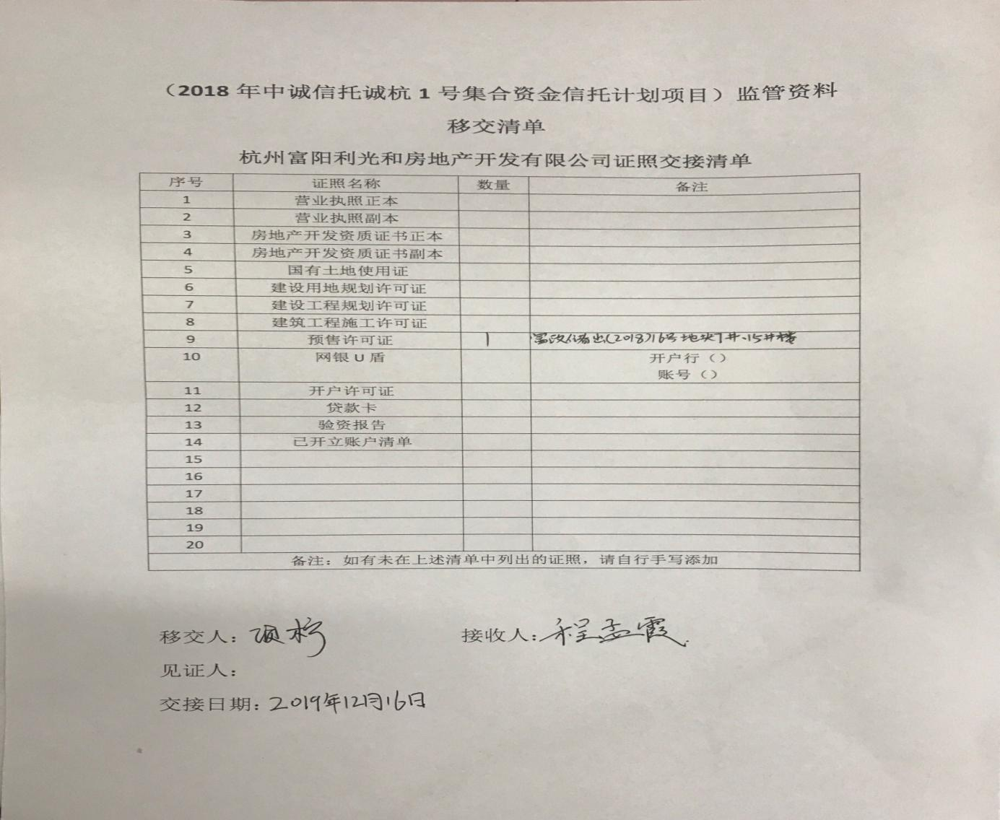 （2018 年中诚信托诚杭 1 号集合资金信托计划项目）监管资料
移交清单
杭州富阳利光和房地产开发有限公司证照交接清单
序号 证照名称 数量 备注
1 营业执照正本
2 营业执照副本
3 房地产开发资质证书正本
4 房地产开发资质证书副本
5 国有土地使用证
6 建设用地规划许可证
7 建设工程规划许可证
8 建筑工程施工许可证
9 预售许可证 1 富政储出(2018)16号地块7#、15#楼
10 网银 U 盾 开户行（）
账号（）
11 开户许可证
12 贷款卡
13 验资报告
14 已开立账户清单
15
16
17
18
19
20
备注：如有未在上述清单中列出的证照，请自行手写添加
移交人： 接收人：程孟霞
见证人：
交接日期：2019年12月16日